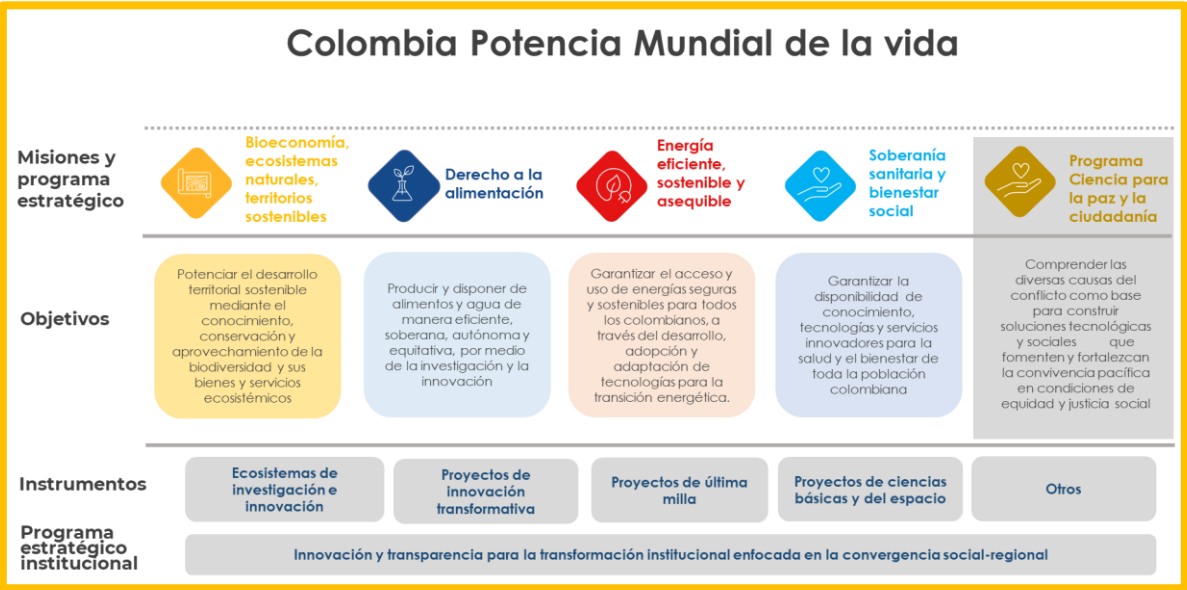 Colombia Potencia Mundial de la vida
Misiones y
programa
estratégico
Bioeconomía,
ecosistemas
naturales,
territorios
sostenibles
Derecho a la
alimentación
Energía
eficiente,
sostenible y
asequible
Soberanía
sanitaria y
bienestar
social
Programa
Ciencia para
la paz y la
ciudadanía
Objetivos
Potenciar el desarrollo
territorial sostenible
mediante el
conocimiento,
conservación y
aprovechamiento de la
biodiversidad y sus
bienes y servicios
ecosistémicos
Producir y disponer de
alimentos y agua de
manera eficiente,
soberana, autónoma y
equitativa, por medio
de la investigación y la
innovación
Garantizar el acceso y
uso de energías seguras
y sostenibles para todos
los colombianos, a
través del desarrollo,
adopción y
adaptación de
tecnologías para la
transición energética.
Garantizar la
disponibilidad de
conocimiento,
tecnologías y servicios
innovadores para la
salud y el bienestar de
toda la población
colombiana
Comprender las
diversas causas del
conflicto como base
para construir
soluciones tecnológicas
y sociales que
fomenten y fortalezcan
la convivencia pacífica
en condiciones de
equidad y justicia social
Instrumentos
Ecosistemas de
investigación e
innovación
Proyectos de
innovación
transformativa
Proyectos de última
milla
Proyectos de ciencias
básicas y del espacio
Otros
Programa
estratégico
institucional
Innovación y transparencia para la transformación institucional enfocada en la convergencia social-regional